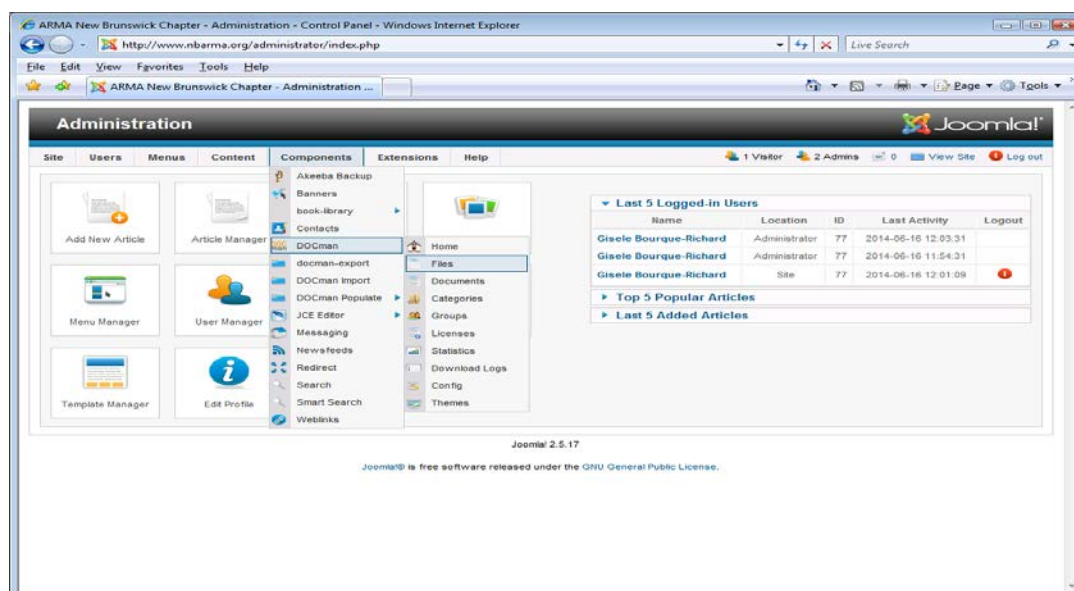 ARMA New Brunswick Chapter - Administration - Control Panel - Windows Internet Explorer
http://www.nbarma.org/administrator/index.php
Live Search
File Edit View Favorites Tools Help
ARMA New Brunswick Chapter - Administration ...
Page Tools
Administration
Joomla!
Site Users Menus Content Components Extensions Help
1 Visitor 2 Admins 0 View Site Log out
Add New Article
Article Manager
Menu Manager
User Manager
Template Manager
Edit Profile
Akeeba Backup
Banners
book-library
Contacts
DOCman
docman-export
DOCman Import
DOCman Populate
JCE Editor
Messaging
Newsfeeds
Redirect
Search
Smart Search
Weblinks
Home
Files
Documents
Categories
Groups
Licenses
Statistics
Download Logs
Config
Themes
Last 5 Logged-in Users
Name Location ID Last Activity Logout
Gisele Bourque-Richard Administrator 77 2014-06-16 12:03:31
Gisele Bourque-Richard Administrator 77 2014-06-16 11:54:31
Gisele Bourque-Richard Site 77 2014-06-16 12:01:09
Top 5 Popular Articles
Last 5 Added Articles
Joomla! 2.5.17
Joomla!® is free software released under the GNU General Public License.